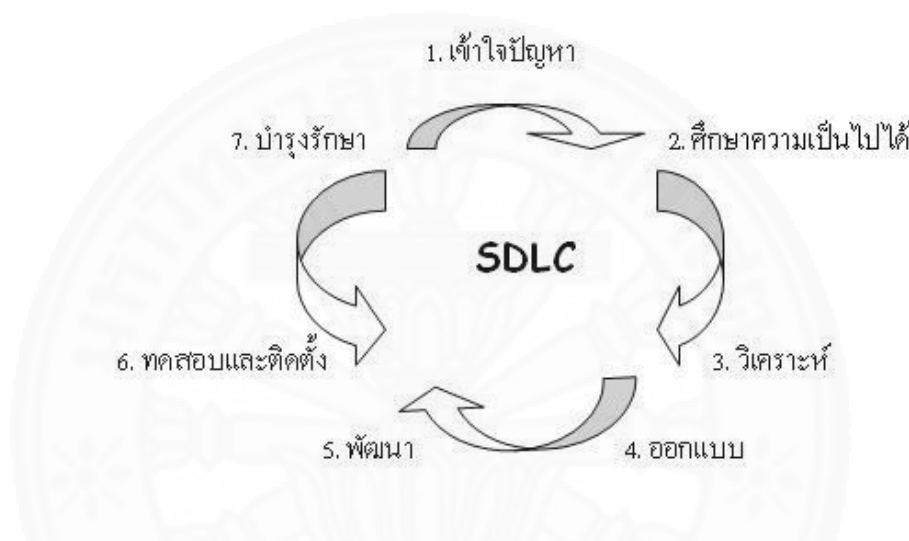 1. เข้าใจปัญหา
2. ศึกษาความเป็นไปได้
3. วิเคราะห์
4. ออกแบบ
5. พัฒนา
6. ทดสอบและติดตั้ง
7. บำรุงรักษา
SDLC